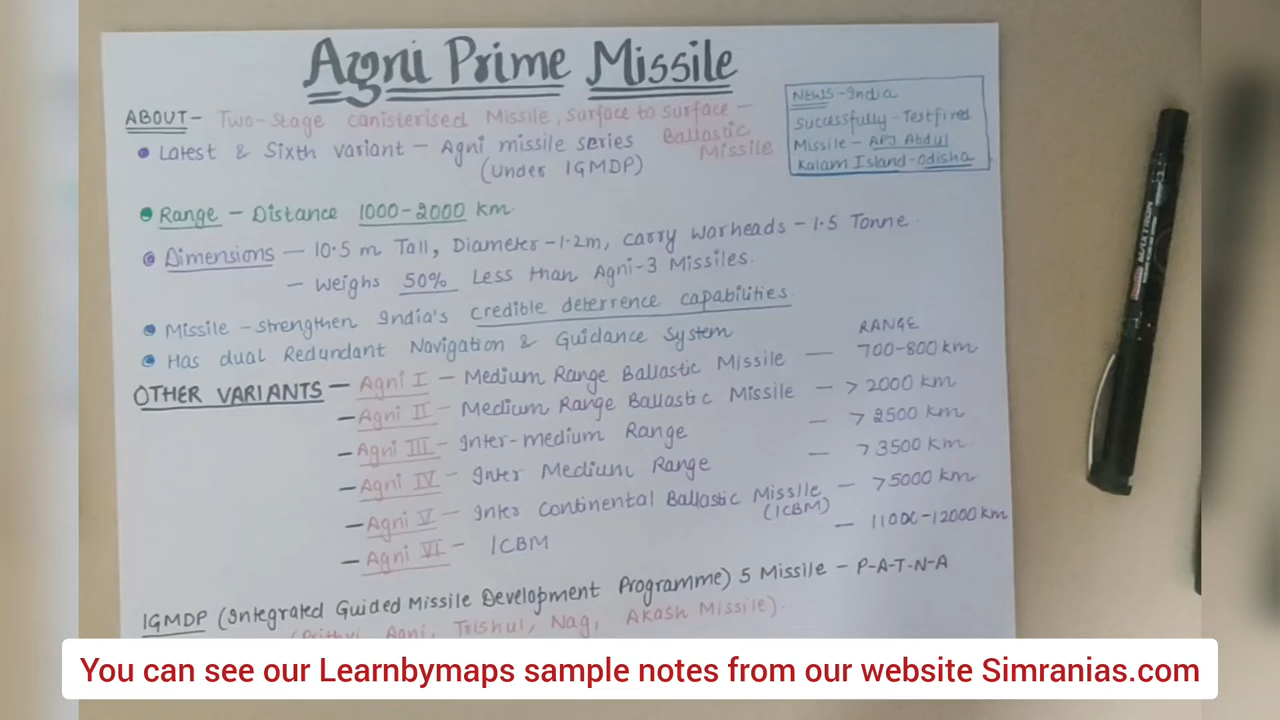 Agni Prime Missile
ABOUT- Two-Stage canisterised Missile, Surface to Surface - Ballastic Missile
• Latest & Sixth variant - Agni missile series
(Under IGMDP)
NEWS - India
Successfully - Testfired
Missile - APJ Abdul
Kalam Island - Odisha
• Range - Distance 1000-2000 km.
• Dimensions - 10.5 m Tall, Diameter-1.2m, carry warheads - 1.5 Tonne
- weighs 50% Less than Agni-3 Missiles.
• Missile - strengthen India's credible deterrence capabilities
• Has dual Redundant Navigation & Guidance System
RANGE
OTHER VARIANTS - Agni I - Medium Range Ballastic Missile - 700-800 km
- Agni II - Medium Range Ballastic Missile - > 2000 km
- Agni III - Inter-medium Range - > 2500 km
- Agni IV - Inter Medium Range - > 3500 km
- Agni V - Inter Continental Ballastic Missile (ICBM) - > 5000 km
- Agni VI - ICBM - 11000-12000 km
IGMDP (Integrated Guided Missile Development Programme) 5 Missile - P-A-T-N-A
(Prithvi, Agni, Trishul, Nag, Akash Missile).
You can see our Learnbymaps sample notes from our website Simranias.com